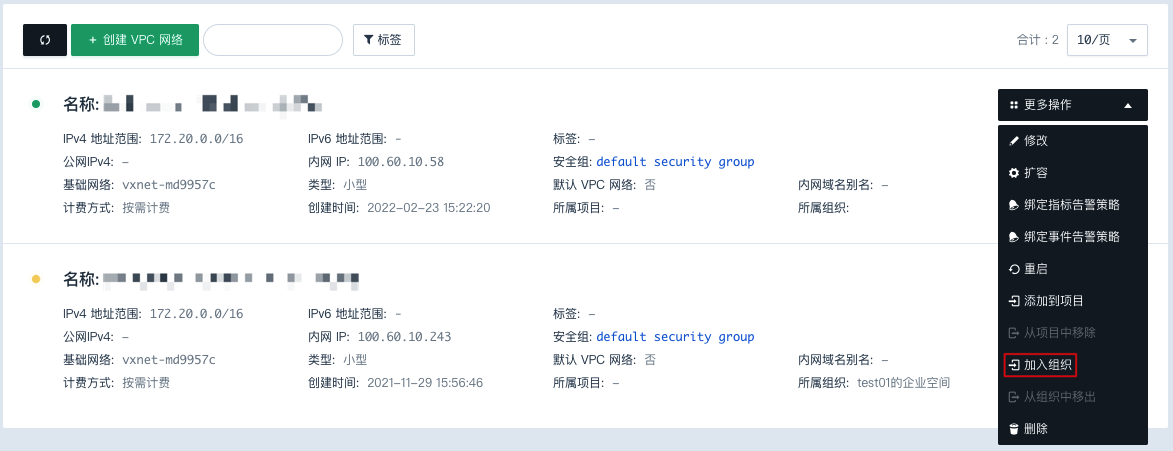 + 创建 VPC 网络 标签 合计：2 10/页
名称: 更多操作
IPv4 地址范围: 172.20.0.0/16 IPv6 地址范围: - 标签: -
公网IPv4: - 内网 IP: 100.60.10.58 安全组: default security group
基础网络: vxnet-md9957c 类型: 小型 默认 VPC 网络: 否 内网域名别名: -
计费方式: 按需计费 创建时间: 2022-02-23 15:22:20 所属项目: - 所属组织:
修改
扩容
绑定指标告警策略
绑定事件告警策略
重启
添加到项目
从项目中移除
加入组织
从组织中移出
删除
名称:
IPv4 地址范围: 172.20.0.0/16 IPv6 地址范围: - 标签: -
公网IPv4: - 内网 IP: 100.60.10.243 安全组: default security group
基础网络: vxnet-md9957c 类型: 小型 默认 VPC 网络: 否 内网域名别名: -
计费方式: 按需计费 创建时间: 2021-11-29 15:56:46 所属项目: - 所属组织: test01的企业空间